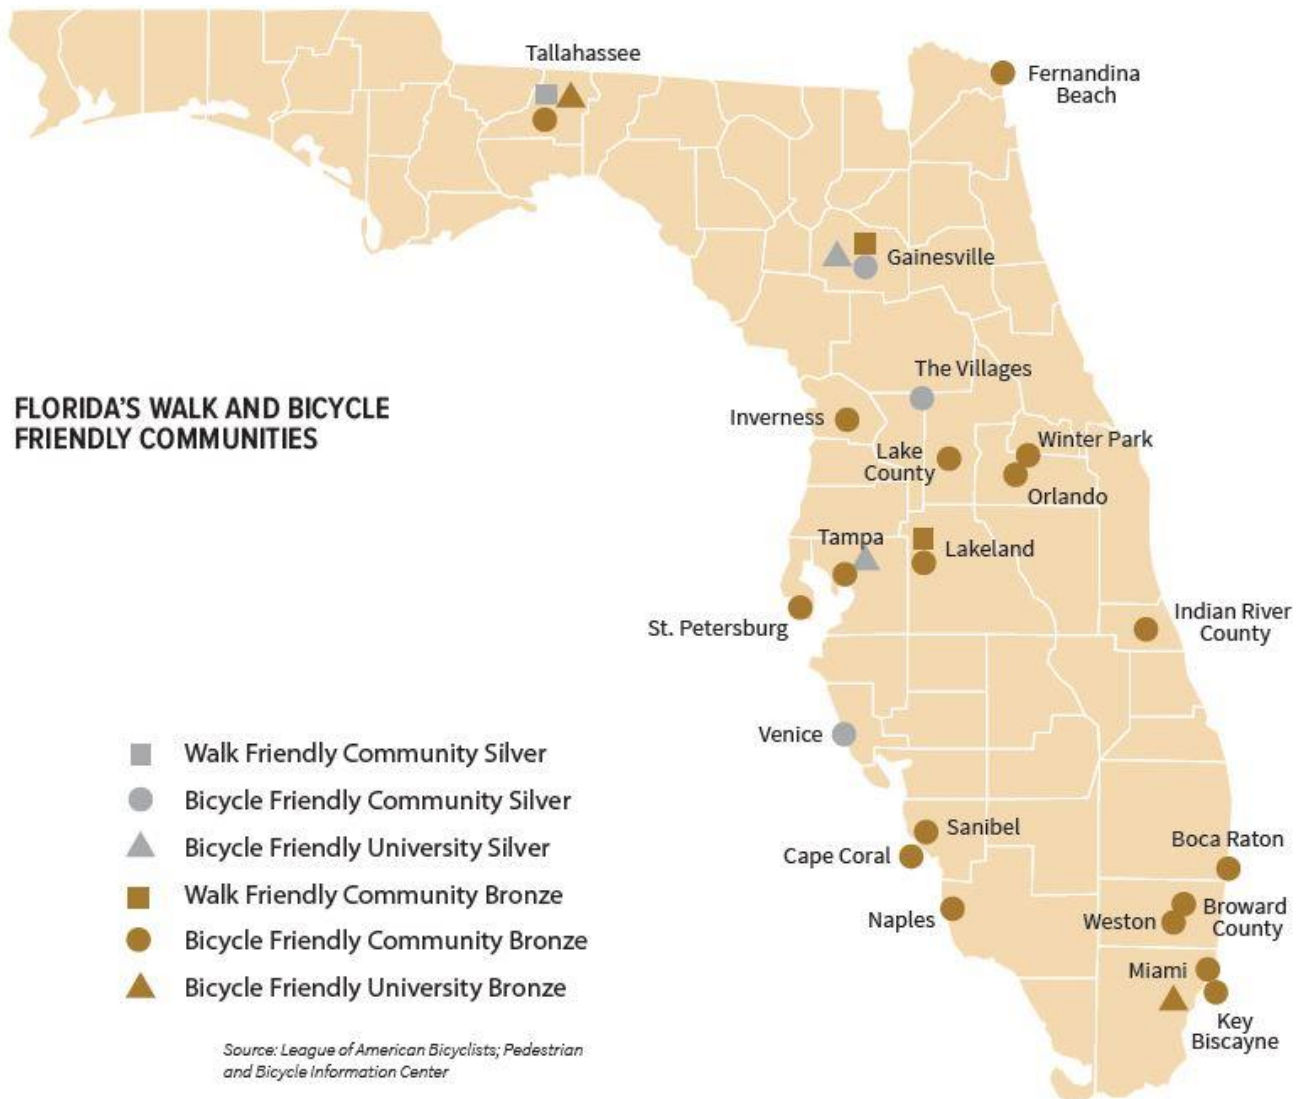 Tallahassee
Fernandina
Beach
Gainesville
The Villages
FLORIDA'S WALK AND BICYCLE
FRIENDLY COMMUNITIES
Inverness
Winter Park
Lake
County
Orlando
Tampa
Lakeland
St. Petersburg
Indian River
County
Venice
Walk Friendly Community Silver
Bicycle Friendly Community Silver
Bicycle Friendly University Silver
Walk Friendly Community Bronze
Bicycle Friendly Community Bronze
Bicycle Friendly University Bronze
Sanibel
Cape Coral
Boca Raton
Naples
Weston
Broward
County
Miami
Key
Biscayne
Source: League of American Bicyclists; Pedestrian
and Bicycle Information Center